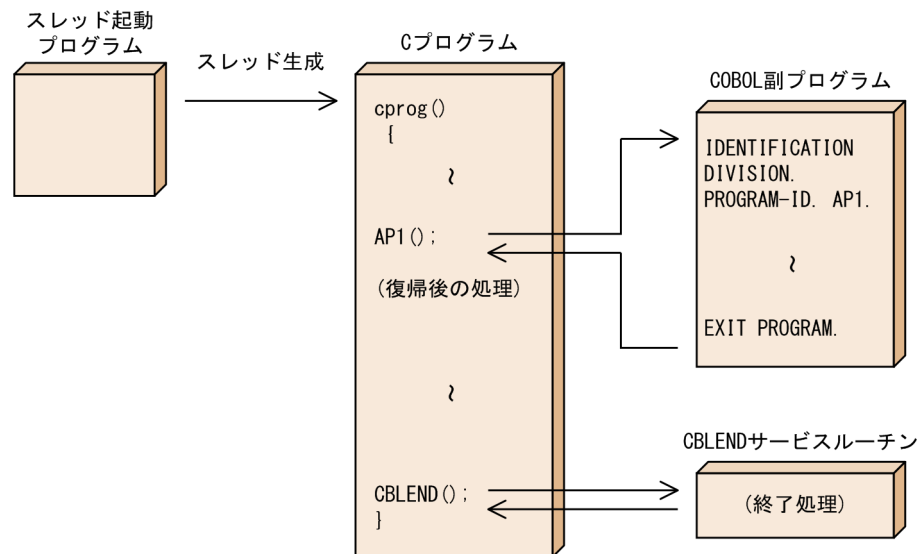 スレッド起動
プログラム
スレッド生成
Cプログラム
cprog()
{
~
AP1();
(復帰後の処理)
~
CBLEND();
}
COBOL副プログラム
IDENTIFICATION
DIVISION.
PROGRAM-ID. AP1.
~
EXIT PROGRAM.
CBLENDサービスルーチン
(終了処理)